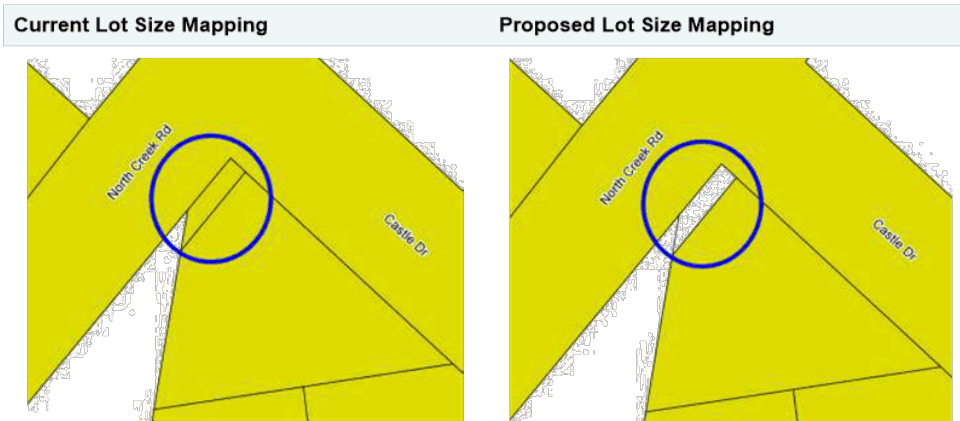 Current Lot Size Mapping
Proposed Lot Size Mapping
North Creek Rd
Castle Dr
North Creek Rd
Castle Dr